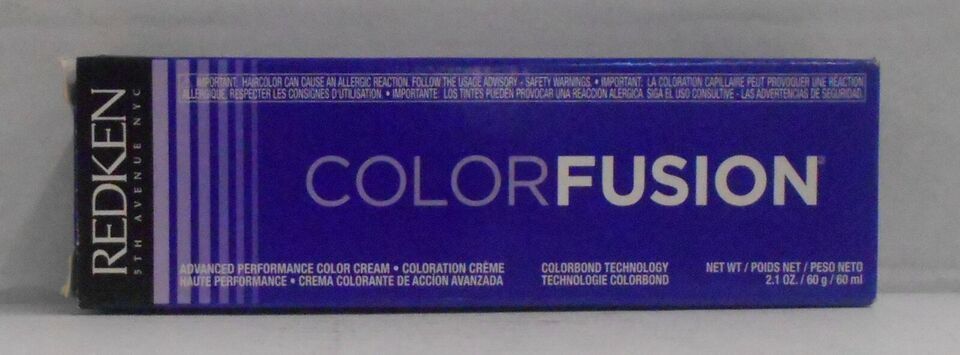 REDKEN
5TH AVENUE NYC
⚠ IMPORTANT. HAIRCOLOR CAN CAUSE AN ALLERGIC REACTION. FOLLOW THE USAGE ADVISORY - SAFETY WARNINGS. • IMPORTANT. LA COLORATION CAPILLAIRE PEUT PROVOQUER UNE REACTION
ALLERGIQUE. RESPECTER LES CONSIGNES D'UTILISATION. • IMPORTANTE. LOS TINTES PUEDEN PROVOCAR UNA REACCION ALERGICA. SIGA EL USO CONSULTIVE - LAS ADVERTENCIAS DE SEGURIDAD.
COLORFUSION®
ADVANCED PERFORMANCE COLOR CREAM • COLORATION CRÈME
HAUTE PERFORMANCE • CREMA COLORANTE DE ACCION AVANZADA
COLORBOND TECHNOLOGY
TECHNOLOGIE COLORBOND
NET WT / POIDS NET / PESO NETO
2.1 OZ. / 60 g / 60 ml